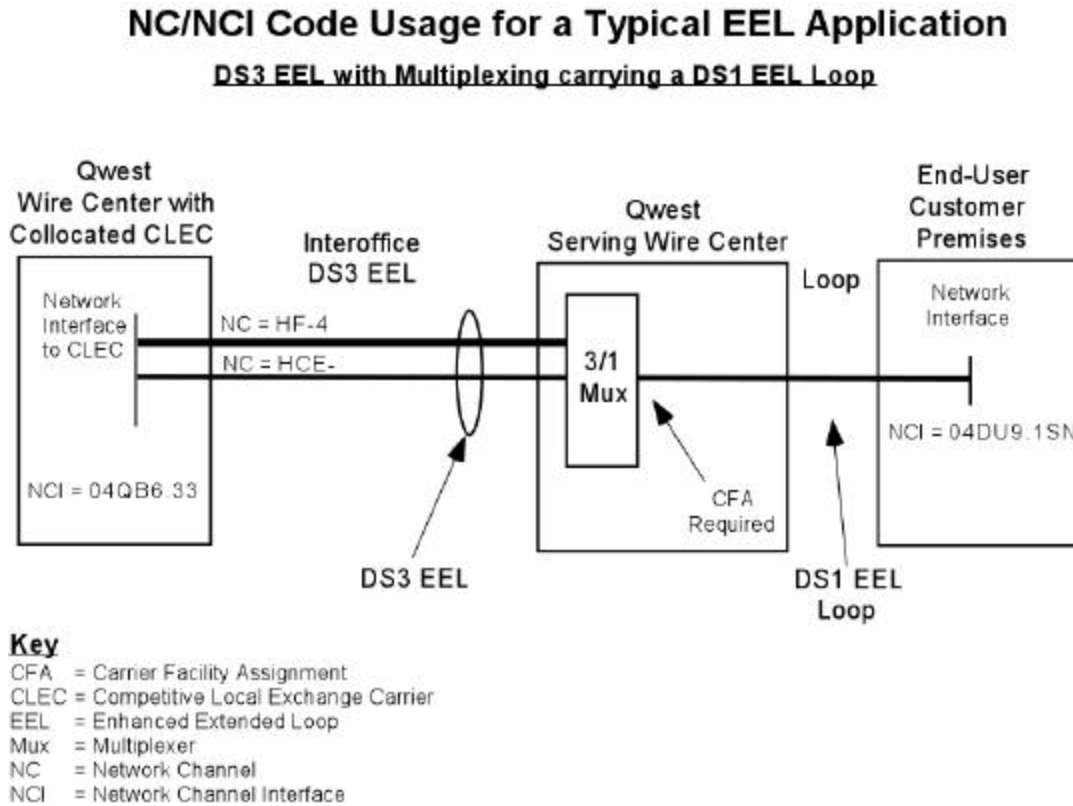 NC/NCI Code Usage for a Typical EEL Application
DS3 EEL with Multiplexing carrying a DS1 EEL Loop
Qwest
Wire Center with
Collocated CLEC
Interoffice
DS3 EEL
Qwest
Serving Wire Center
Loop
End-User
Customer
Premises
Network
Interface
to CLEC
NC = HF-4
NC = HCE-
3/1
Mux
Network
Interface
NCI = 04QB6.33
NCI = 04DU9.1SN
CFA
Required
DS3 EEL
DS1 EEL
Loop
Key
CFA = Carrier Facility Assignment
CLEC = Competitive Local Exchange Carrier
EEL = Enhanced Extended Loop
Mux = Multiplexer
NC = Network Channel
NCI = Network Channel Interface